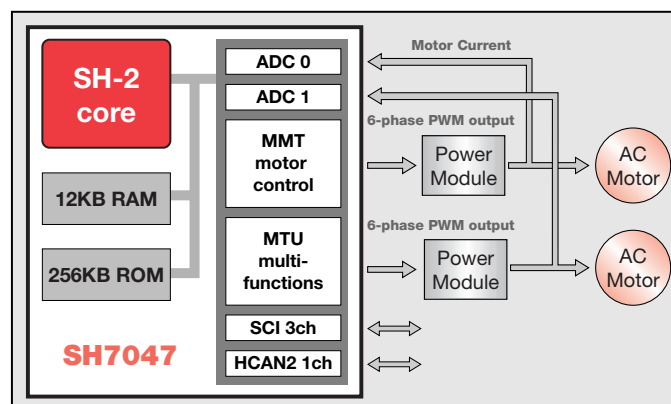 SH-2
core
12KB RAM
256KB ROM
SH7047
ADC 0
ADC 1
MMT
motor
control
MTU
multi-
functions
SCI 3ch
HCAN2 1ch
Motor Current
6-phase PWM output
Power
Module
AC
Motor
6-phase PWM output
Power
Module
AC
Motor